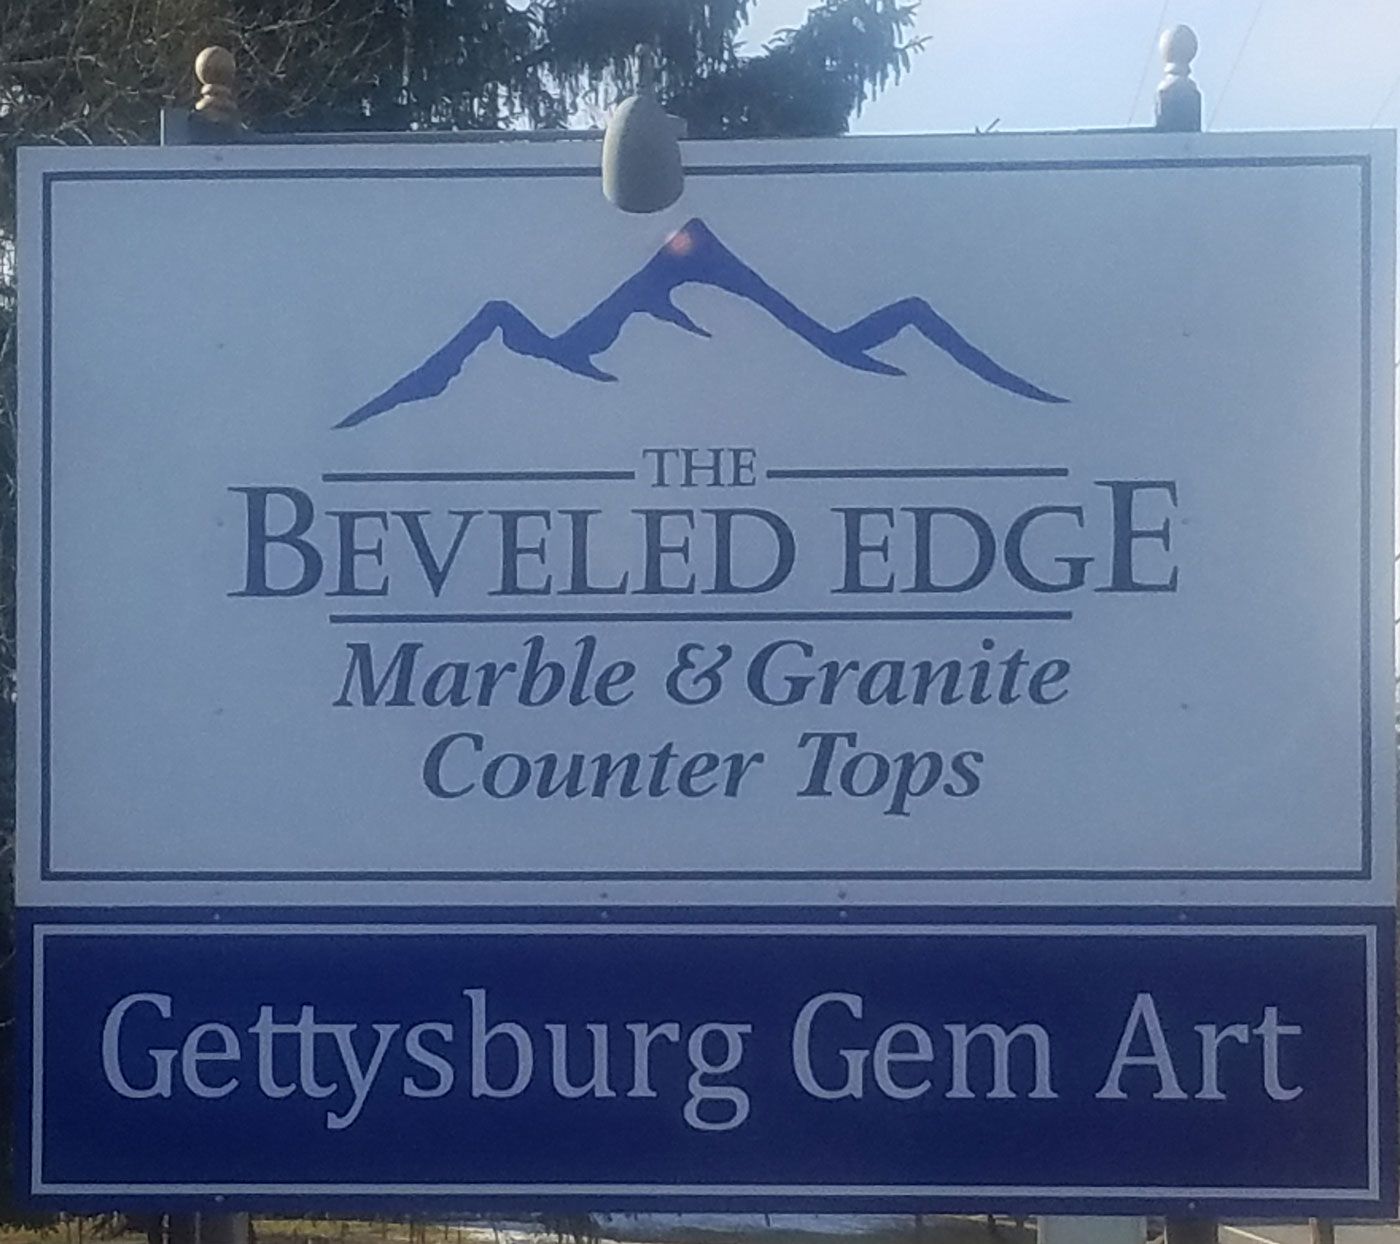 THE
BEVELED EDGE
Marble & Granite
Counter Tops
Gettysburg Gem Art